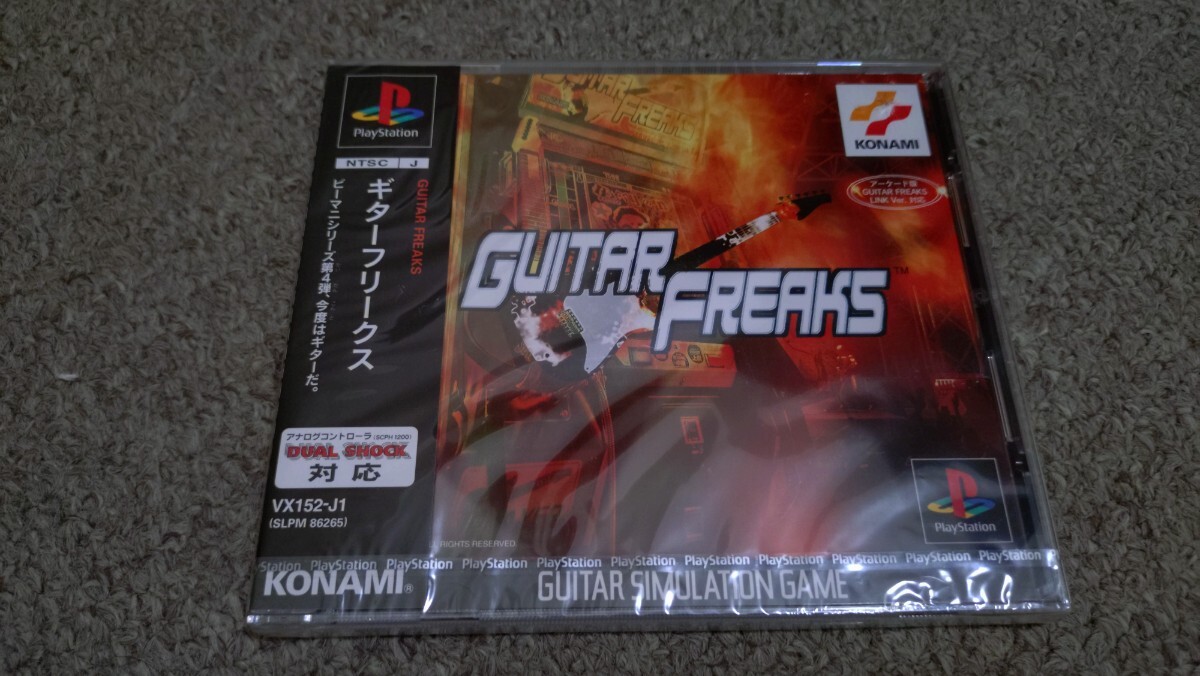 PlayStation
NTSC J
GUITAR FREAKS
ギターフリークス
ビーマニシリーズ第4弾、今度はギターだ。
アナログコントローラ(SCPH 1200)
DUAL SHOCK
対応
VX152-J1
(SLPM 86265)
GUITAR
FREAKS
KONAMI
アーケード版
GUITAR FREAKS
LINK Ver. 対応
GUITAR
FREAKS™
PlayStation
RIGHTS RESERVED.
Station PlayStation PlayStation PlayStation PlayStation PlayStation PlayStation PlayStation PlayStation PlayStation PlayStation
KONAMI®
GUITAR SIMULATION GAME